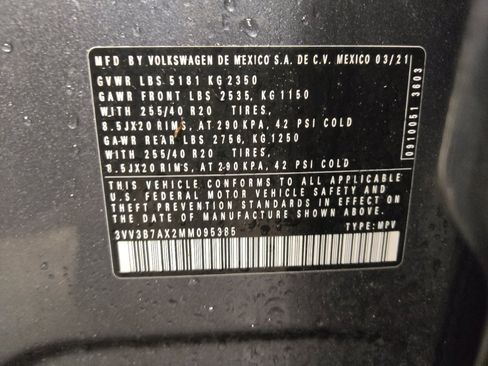 MFD BY VOLKSWAGEN DE MEXICO S.A. DE C.V. MEXICO 03/21
GVWR LBS 5181 KG 2350
GAWR FRONT LBS 2535, KG 1150
WITH 255/40 R20 TIRES,
8.5JX20 RIMS, AT 290 KPA, 42 PSI COLD
GAWR REAR LBS 2756, KG 1250
WITH 255/40 R20 TIRES,
8.5JX20 RIMS, AT 290 KPA, 42 PSI COLD
THIS VEHICLE CONFORMS TO ALL APPLICABLE
U.S. FEDERAL MOTOR VEHICLE SAFETY AND
THEFT PREVENTION STANDARDS IN EFFECT ON
THE DATE OF MANUFACTURE SHOWN ABOVE.
3VV3B7AX2MM095385 TYPE: MPV
0910051 3603